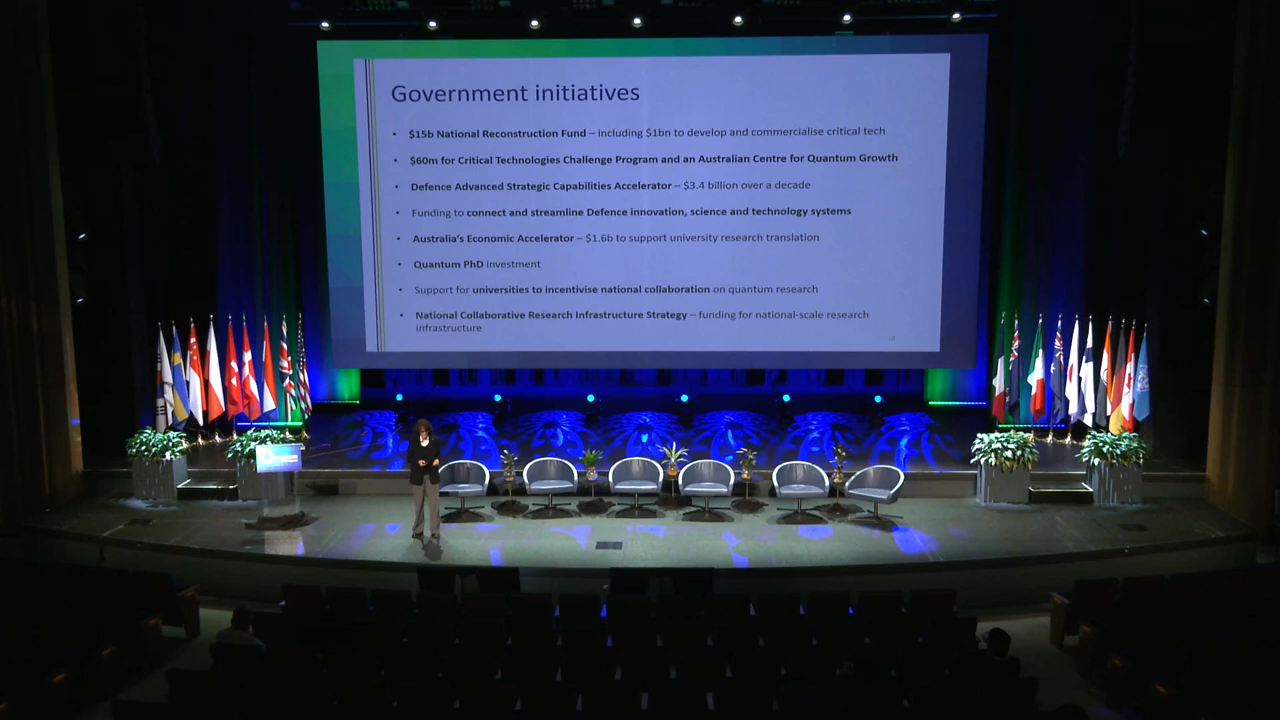 Government initiatives
• $15b National Reconstruction Fund – including $1bn to develop and commercialise critical tech
• $60m for Critical Technologies Challenge Program and an Australian Centre for Quantum Growth
• Defence Advanced Strategic Capabilities Accelerator – $3.4 billion over a decade
• Funding to connect and streamline Defence innovation, science and technology systems
• Australia's Economic Accelerator – $1.6b to support university research translation
• Quantum PhD investment
• Support for universities to incentivise national collaboration on quantum research
• National Collaborative Research Infrastructure Strategy – funding for national-scale research
infrastructure